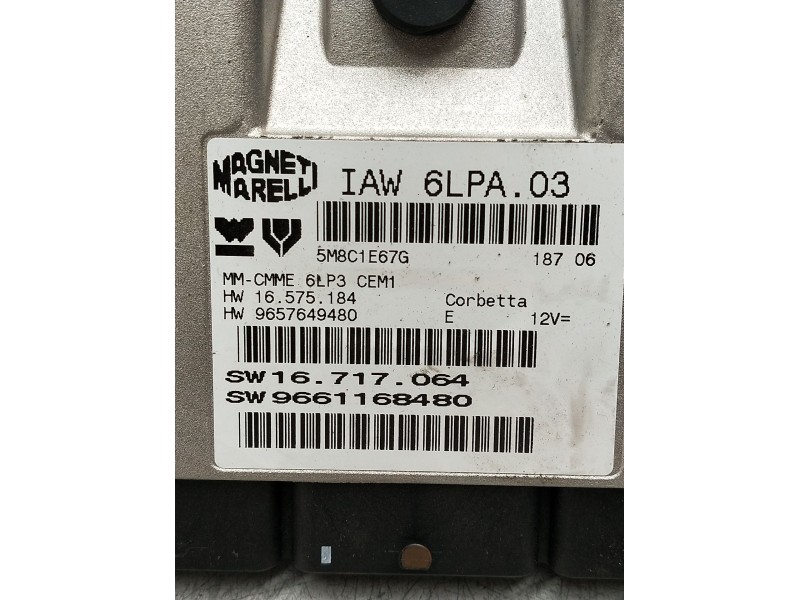 MAGNETI MARELLI
IAW 6LPA.03
5M8C1E67G 187 06
MM-CMME 6LP3 CEM1
HW 16.575.184 Corbetta
HW 9657649480 E 12V=
SW16.717.064
SW9661168480